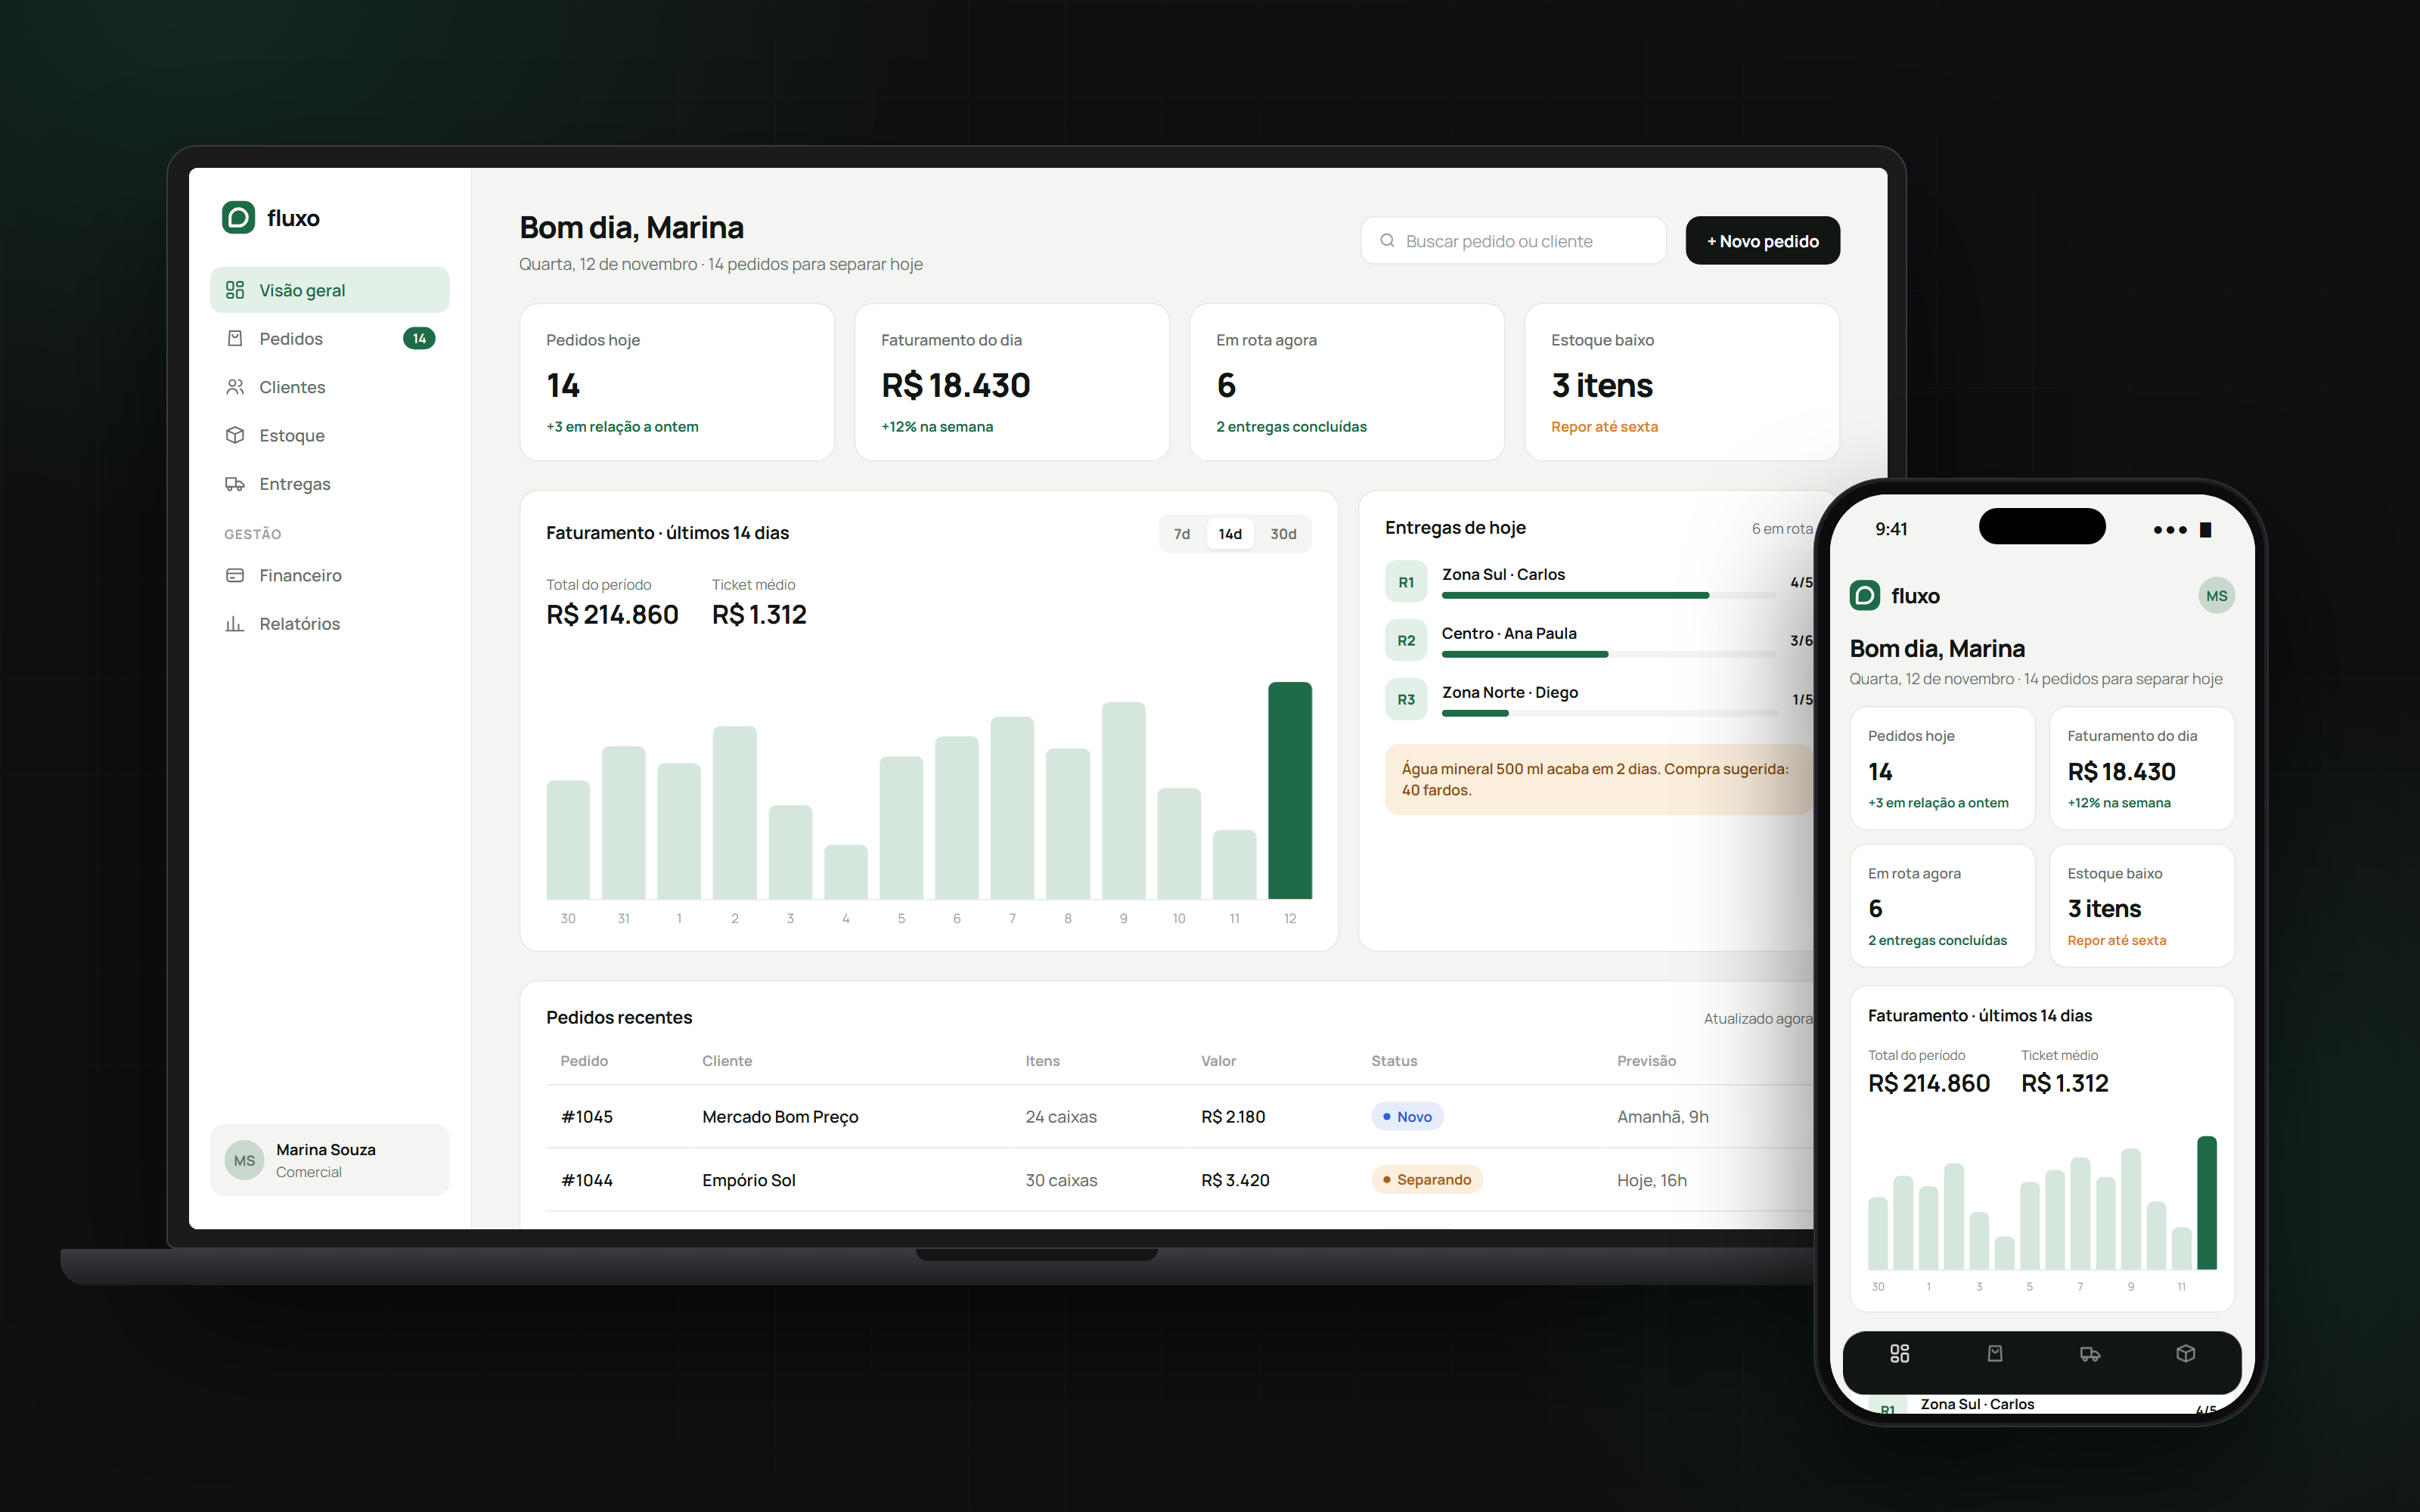 fluxo
Visão geral
Pedidos 14
Clientes
Estoque
Entregas
GESTÃO
Financeiro
Relatórios
MS
Marina Souza
Comercial
Bom dia, Marina
Quarta, 12 de novembro · 14 pedidos para separar hoje
Buscar pedido ou cliente
+ Novo pedido
Pedidos hoje
14
+3 em relação a ontem
Faturamento do dia
R$ 18.430
+12% na semana
Em rota agora
6
2 entregas concluídas
Estoque baixo
3 itens
Repor até sexta
Faturamento · últimos 14 dias
7d 14d 30d
Total do período
R$ 214.860
Ticket médio
R$ 1.312
30 31 1 2 3 4 5 6 7 8 9 10 11 12
Entregas de hoje
6 em rota
R1 Zona Sul · Carlos 4/5
R2 Centro · Ana Paula 3/6
R3 Zona Norte · Diego 1/5
Água mineral 500 ml acaba em 2 dias. Compra sugerida:
40 fardos.
Pedidos recentes
Atualizado agora
Pedido Cliente Itens Valor Status Previsão
#1045 Mercado Bom Preço 24 caixas R$ 2.180 Novo Amanhã, 9h
#1044 Empório Sol 30 caixas R$ 3.420 Separando Hoje, 16h
9:41
fluxo
MS
Bom dia, Marina
Quarta, 12 de novembro · 14 pedidos para separar hoje
Pedidos hoje
14
+3 em relação a ontem
Faturamento do dia
R$ 18.430
+12% na semana
Em rota agora
6
2 entregas concluídas
Estoque baixo
3 itens
Repor até sexta
Faturamento · últimos 14 dias
Total do período
R$ 214.860
Ticket médio
R$ 1.312
30 1 3 5 7 9 11
R1 Zona Sul · Carlos 4/5